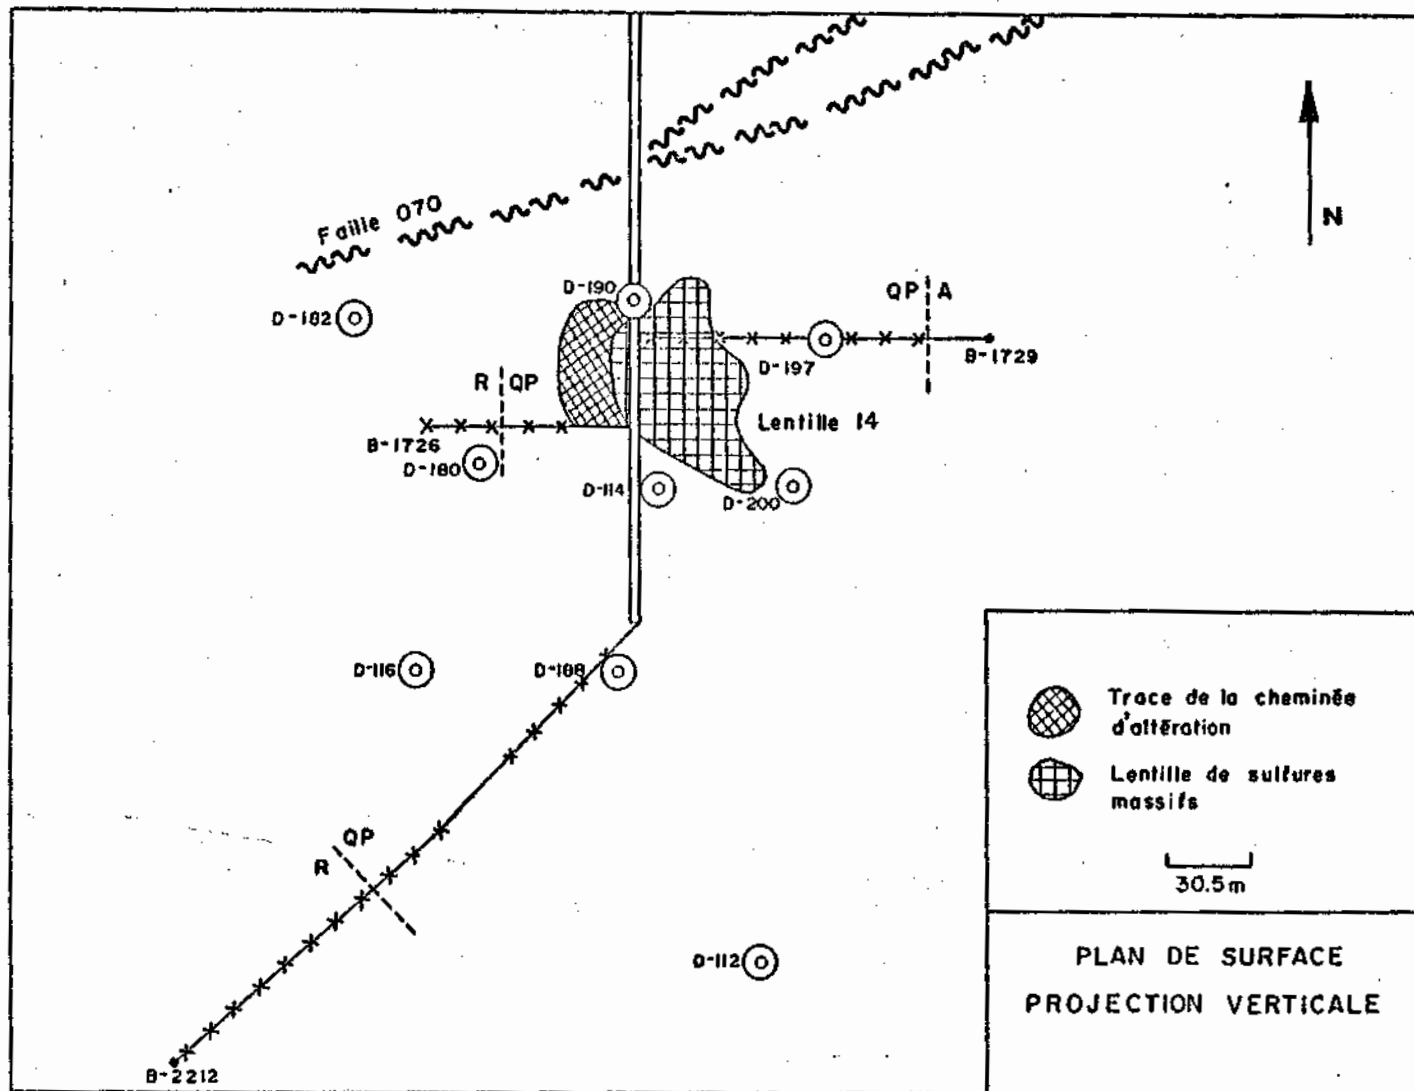 Faille 070
N
D-190
D-182
QP A
D-197
B-1729
R QP
Lentille 14
B-1726
D-180
D-114
D-200
D-116
D-188
Trace de la cheminée
d'altération
Lentille de sulfures
massifs
30.5m
QP
R
D-112
PLAN DE SURFACE
PROJECTION VERTICALE
B-2212